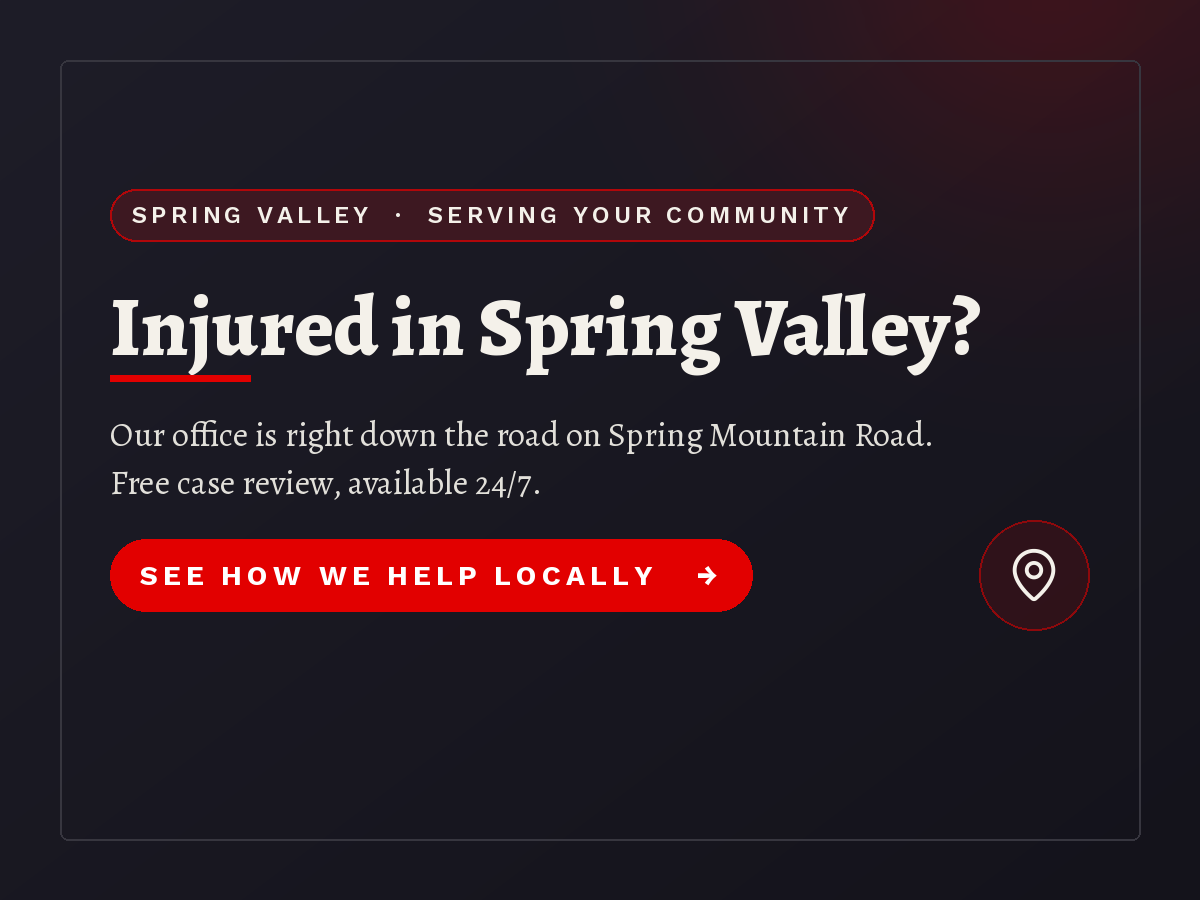 SPRING VALLEY · SERVING YOUR COMMUNITY
Injured in Spring Valley?
Our office is right down the road on Spring Mountain Road.
Free case review, available 24/7.
SEE HOW WE HELP LOCALLY →